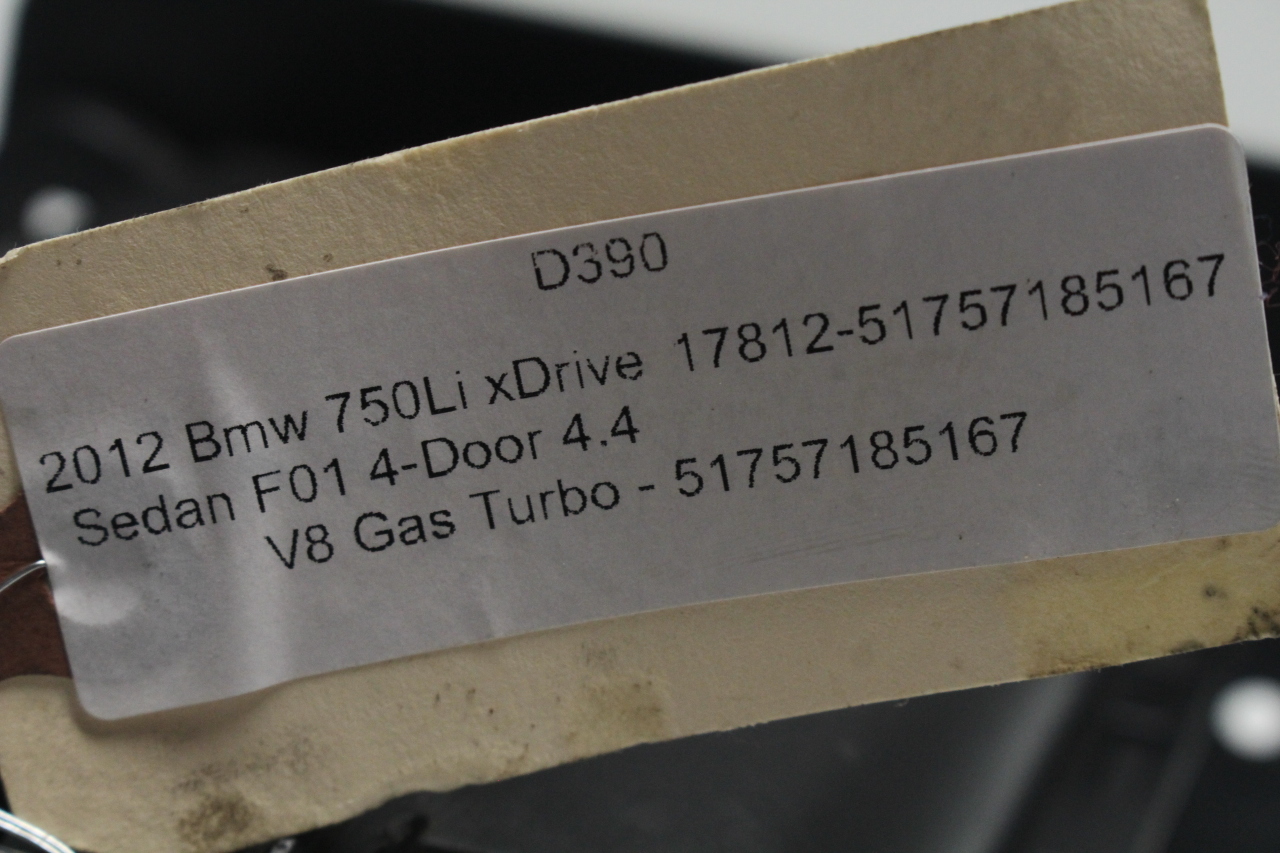 D390
2012 Bmw 750Li xDrive 17812-51757185167
Sedan F01 4-Door 4.4
V8 Gas Turbo - 51757185167